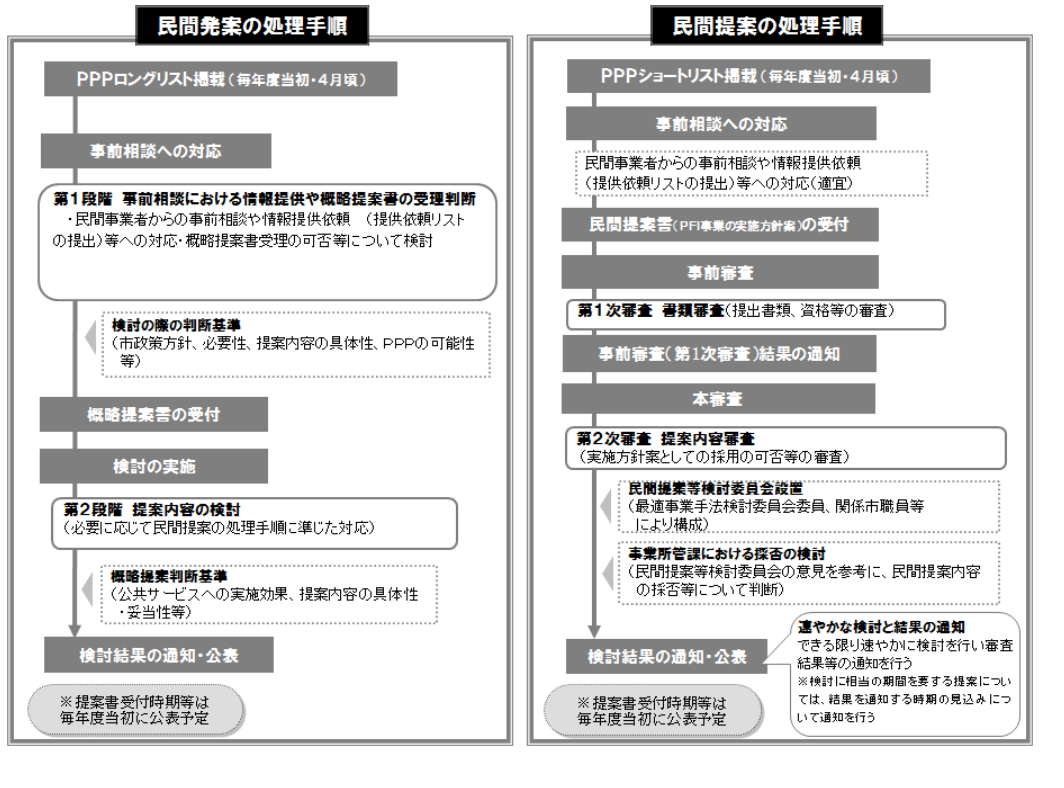 民間発案の処理手順
PPPロングリスト掲載(毎年度当初・4月頃)
事前相談への対応
第1段階 事前相談における情報提供や概略提案書の受理判断
・民間事業者からの事前相談や情報提供依頼 (提供依頼リスト
の提出)等への対応・概略提案書受理の可否等について検討
検討の際の判断基準
(市政策方針、必要性、提案内容の具体性、PPPの可能性
等)
概略提案書の受付
検討の実施
第2段階 提案内容の検討
(必要に応じて民間提案の処理手順に準じた対応)
概略提案判断基準
(公共サービスへの実施効果、提案内容の具体性
・妥当性等)
検討結果の通知・公表
※提案書受付時期等は
毎年度当初に公表予定
民間提案の処理手順
PPPショートリスト掲載(毎年度当初・4月頃)
事前相談への対応
民間事業者からの事前相談や情報提供依頼
(提供依頼リストの提出)等への対応(適宜)
民間提案書(PFI事業の実施方針案)の受付
事前審査
第1次審査 書類審査(提出書類、資格等の審査)
事前審査(第1次審査)結果の通知
本審査
第2次審査 提案内容審査
(実施方針案としての採用の可否等の審査)
民間提案等検討委員会設置
(最適事業手法検討委員会委員、関係市職員等
により構成)
事業所管課における採否の検討
(民間提案等検討委員会の意見を参考に、民間提案内容
の採否等について判断)
検討結果の通知・公表
速やかな検討と結果の通知
できる限り速やかに検討を行い審査
結果等の通知を行う
※検討に相当の期間を要する提案につい
ては、結果を通知する時期の見込みにつ
いて通知を行う
※提案書受付時期等は
毎年度当初に公表予定